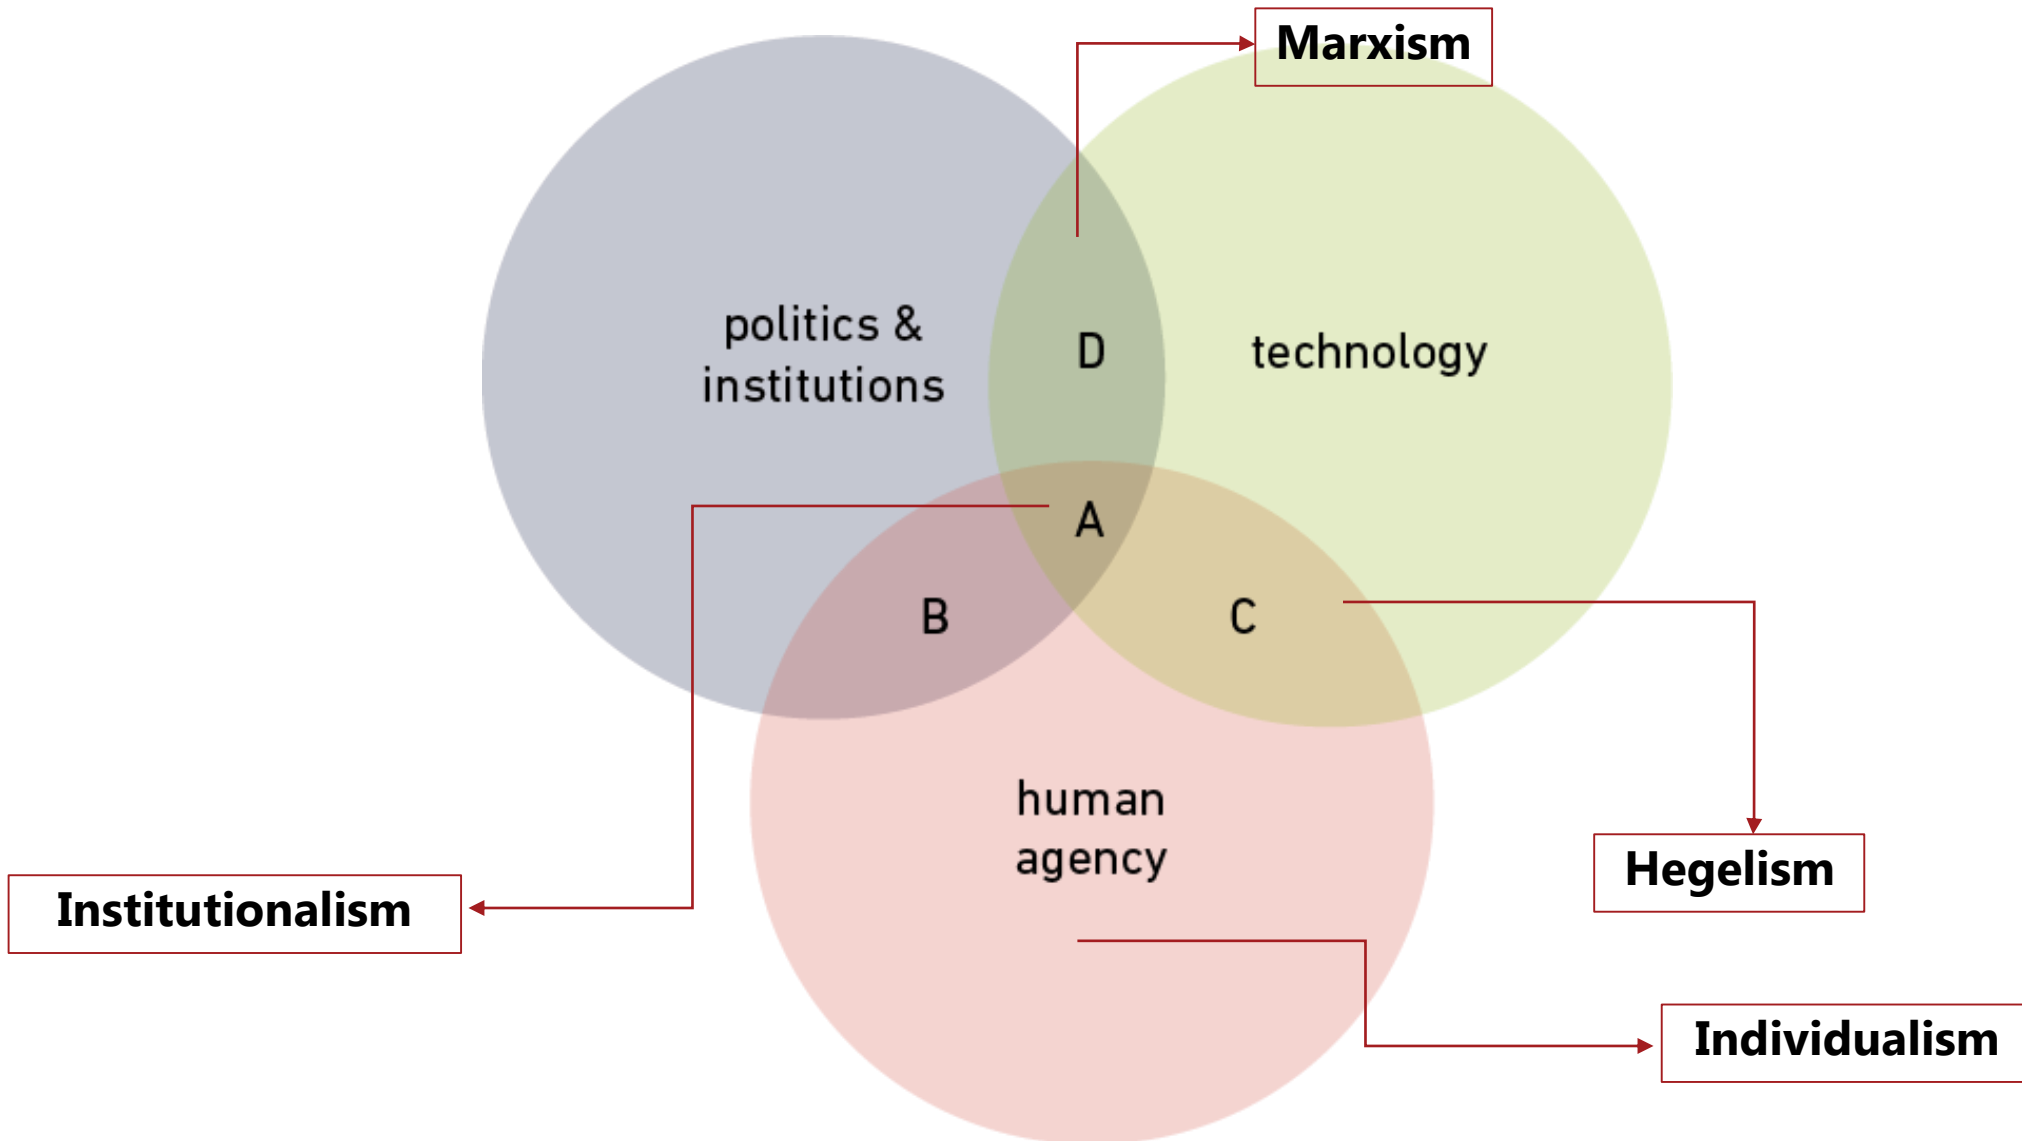 Marxism
politics &
institutions
D
technology
A
B
C
human
agency
Hegelism
Institutionalism
Individualism